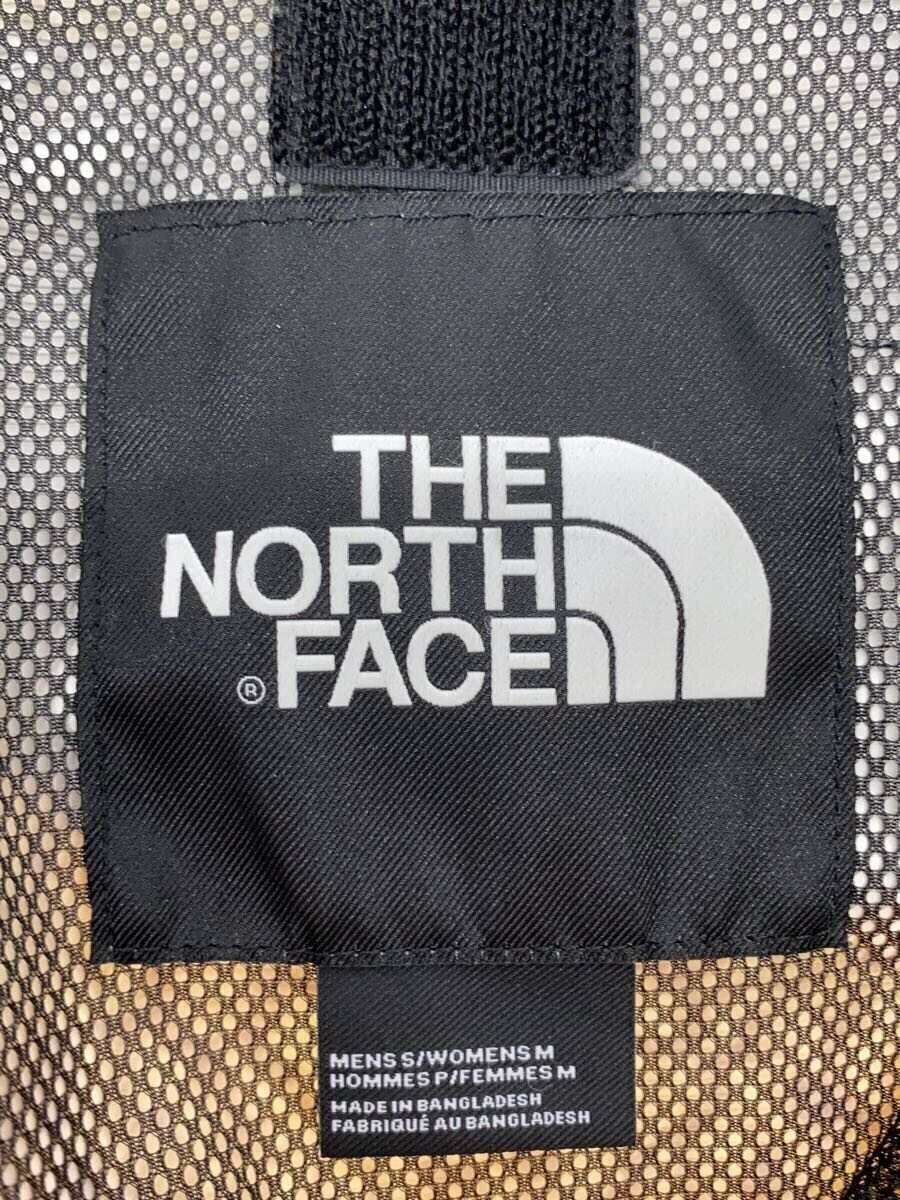 THE
NORTH
®FACE
MENS S/WOMENS M
HOMMES P/FEMMES M
MADE IN BANGLADESH
FABRIQUÉ AU BANGLADESH